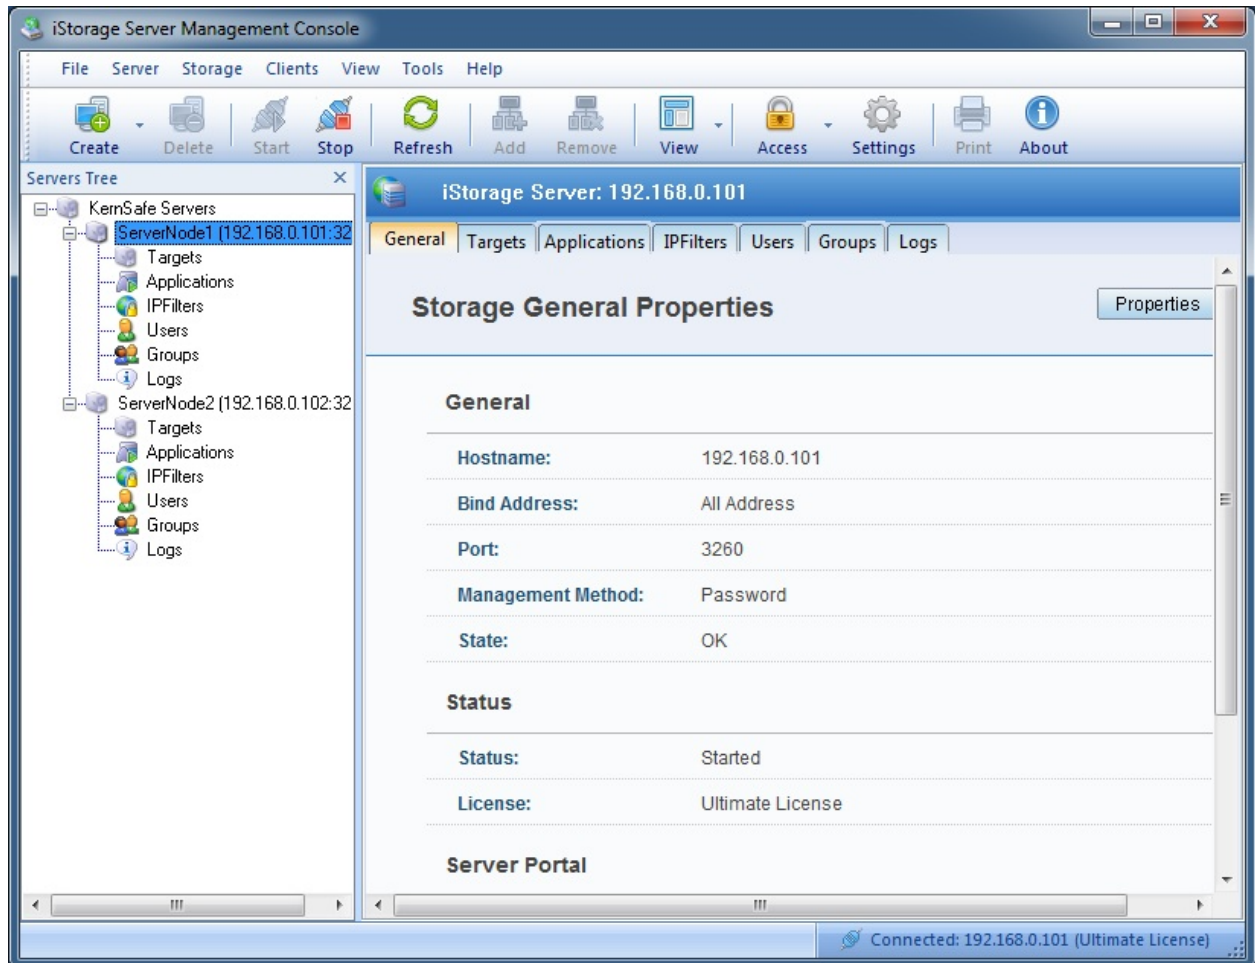 iStorage Server Management Console
File Server Storage Clients View Tools Help
Create Delete Start Stop Refresh Add Remove View Access Settings Print About
Servers Tree
KernSafe Servers
ServerNode1 (192.168.0.101:32
Targets
Applications
IPFilters
Users
Groups
Logs
ServerNode2 (192.168.0.102:32
Targets
Applications
IPFilters
Users
Groups
Logs
iStorage Server: 192.168.0.101
General Targets Applications IPFilters Users Groups Logs
Storage General Properties
Properties
General
Hostname: 192.168.0.101
Bind Address: All Address
Port: 3260
Management Method: Password
State: OK
Status
Status: Started
License: Ultimate License
Server Portal
Connected: 192.168.0.101 (Ultimate License)